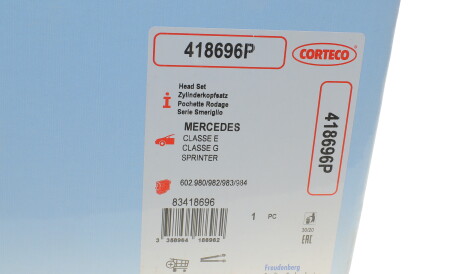 418696P
CORTECO
Head Set
Zylinderkopfsatz
Pochette Rodage
Serie Smeriglio
418696P
MERCEDES
CLASSE E
CLASSE G
SPRINTER
602.980/982/983/984
83418696
1 PC
EAC
Freudenberg